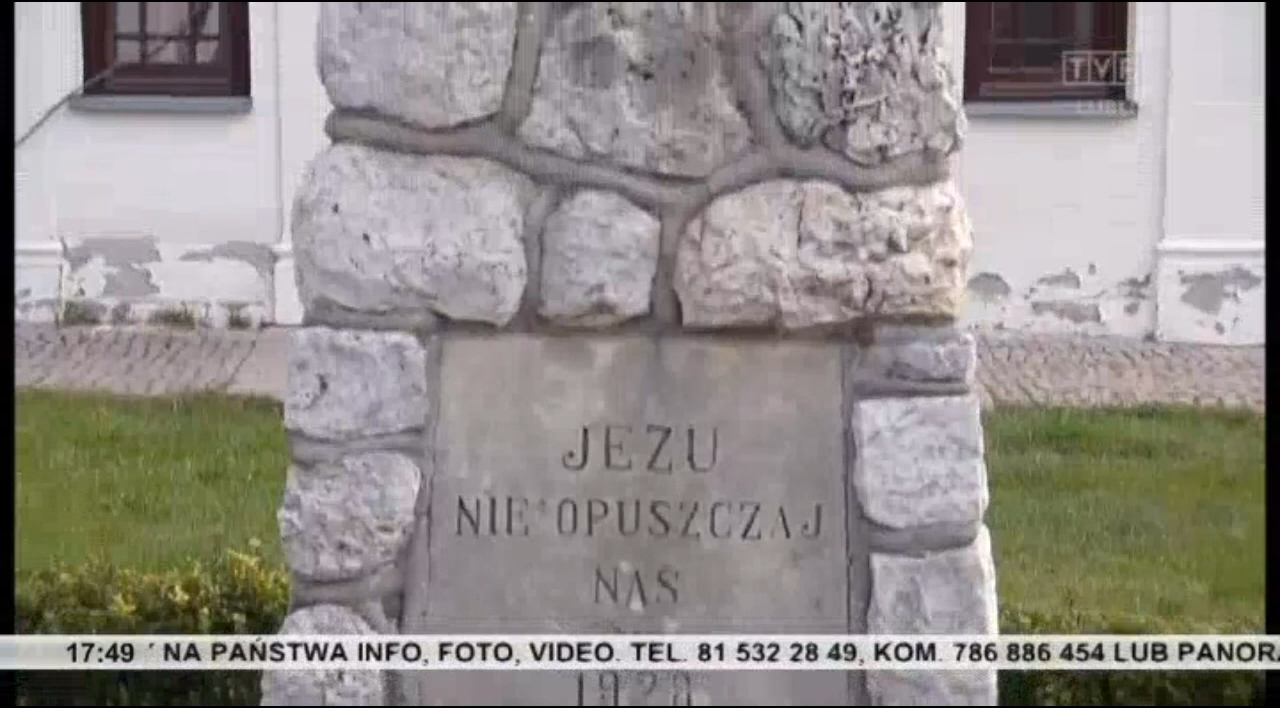 TVP
JEZU
NIE OPUSZCZAJ
NAS
17:49 ´ NA PAŃSTWA INFO, FOTO, VIDEO. TEL. 81 532 28 49, KOM. 786 886 454 LUB PANORA